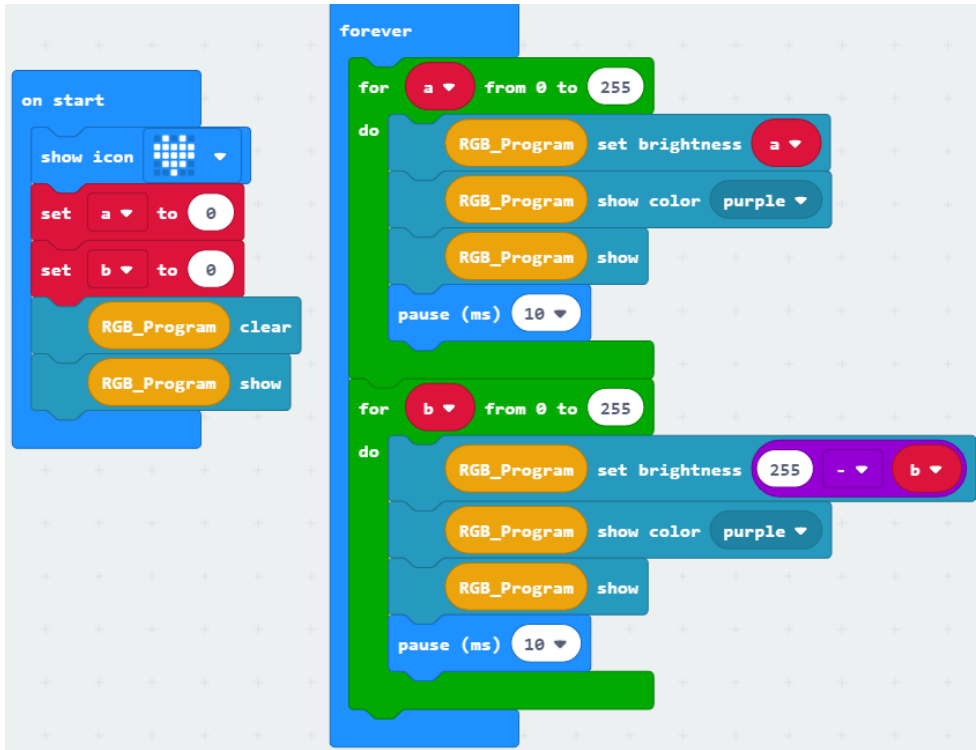 on start
show icon
set a to 0
set b to 0
RGB_Program clear
RGB_Program show
forever
for a from 0 to 255
do
RGB_Program set brightness a
RGB_Program show color purple
RGB_Program show
pause (ms) 10
for b from 0 to 255
do
RGB_Program set brightness 255 - b
RGB_Program show color purple
RGB_Program show
pause (ms) 10